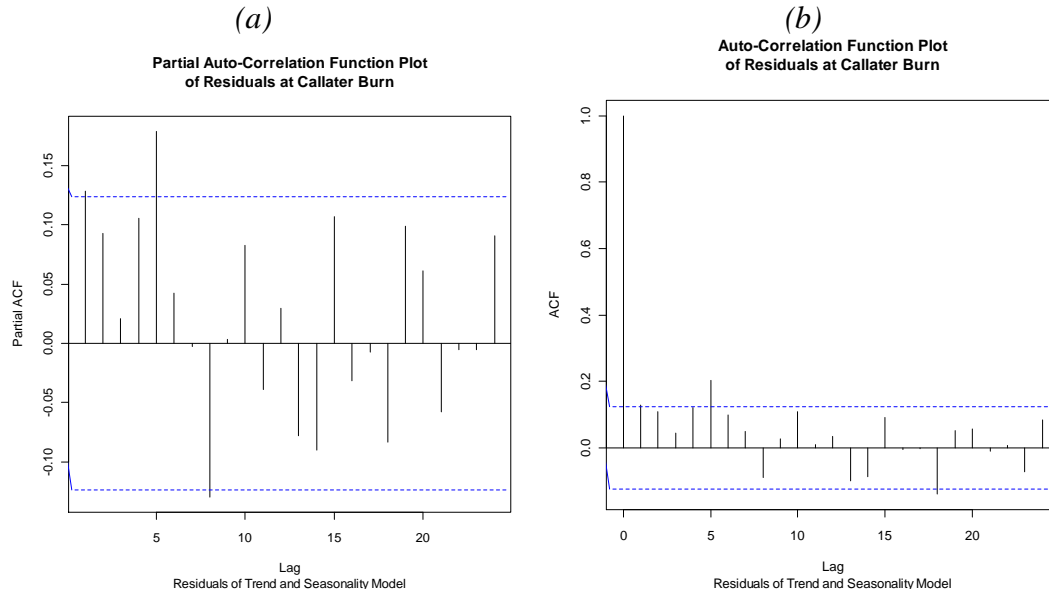 (a)
Partial Auto-Correlation Function Plot
of Residuals at Callater Burn
0.15
0.10
0.05
0.00
-0.05
-0.10
Partial ACF
5
10
15
20
Lag
Residuals of Trend and Seasonality Model
(b)
Auto-Correlation Function Plot
of Residuals at Callater Burn
1.0
0.8
0.6
0.4
0.2
0.0
ACF
0
5
10
15
20
Lag
Residuals of Trend and Seasonality Model